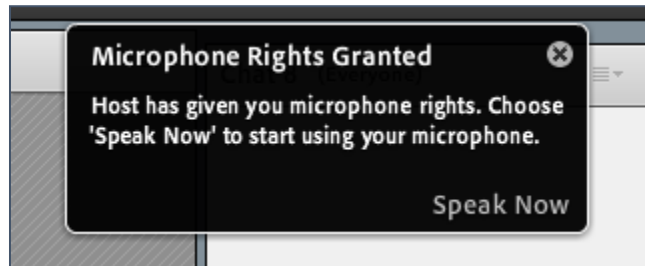 Microphone Rights Granted
Host has given you microphone rights. Choose
'Speak Now' to start using your microphone.
Speak Now